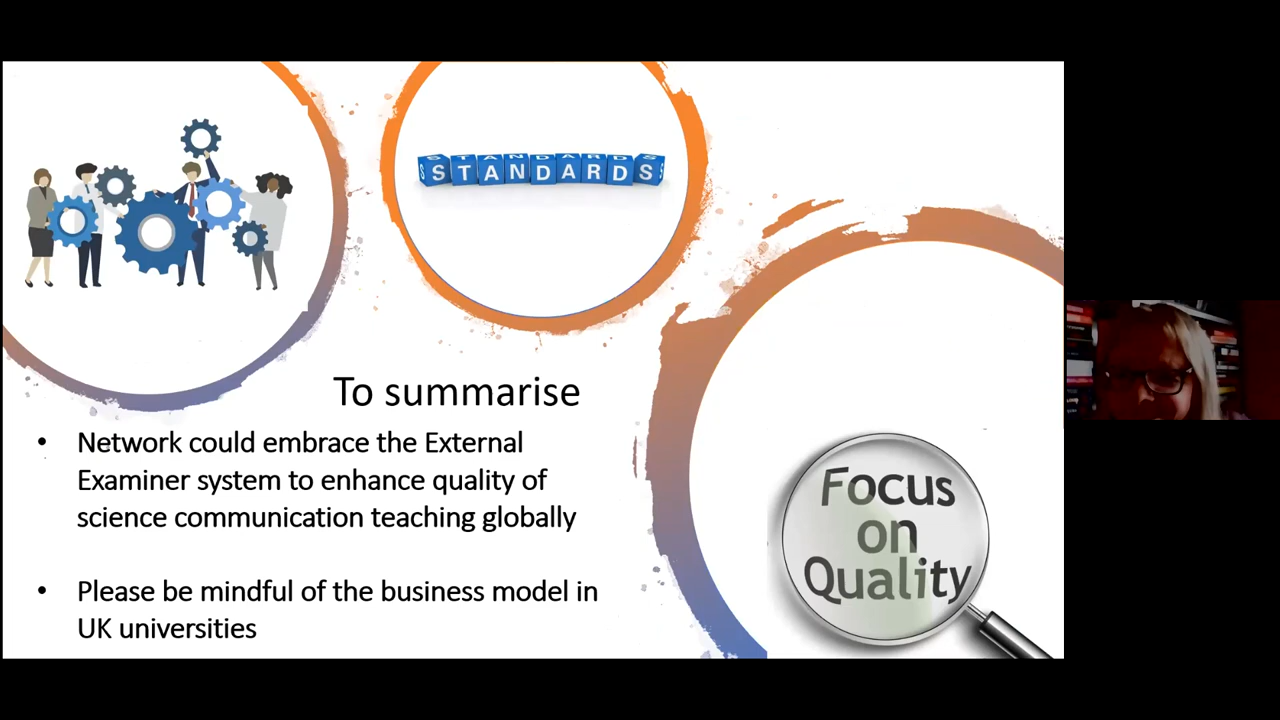 STANDARDS
To summarise
• Network could embrace the External
Examiner system to enhance quality of
science communication teaching globally
• Please be mindful of the business model in
UK universities
Focus
on
Quality